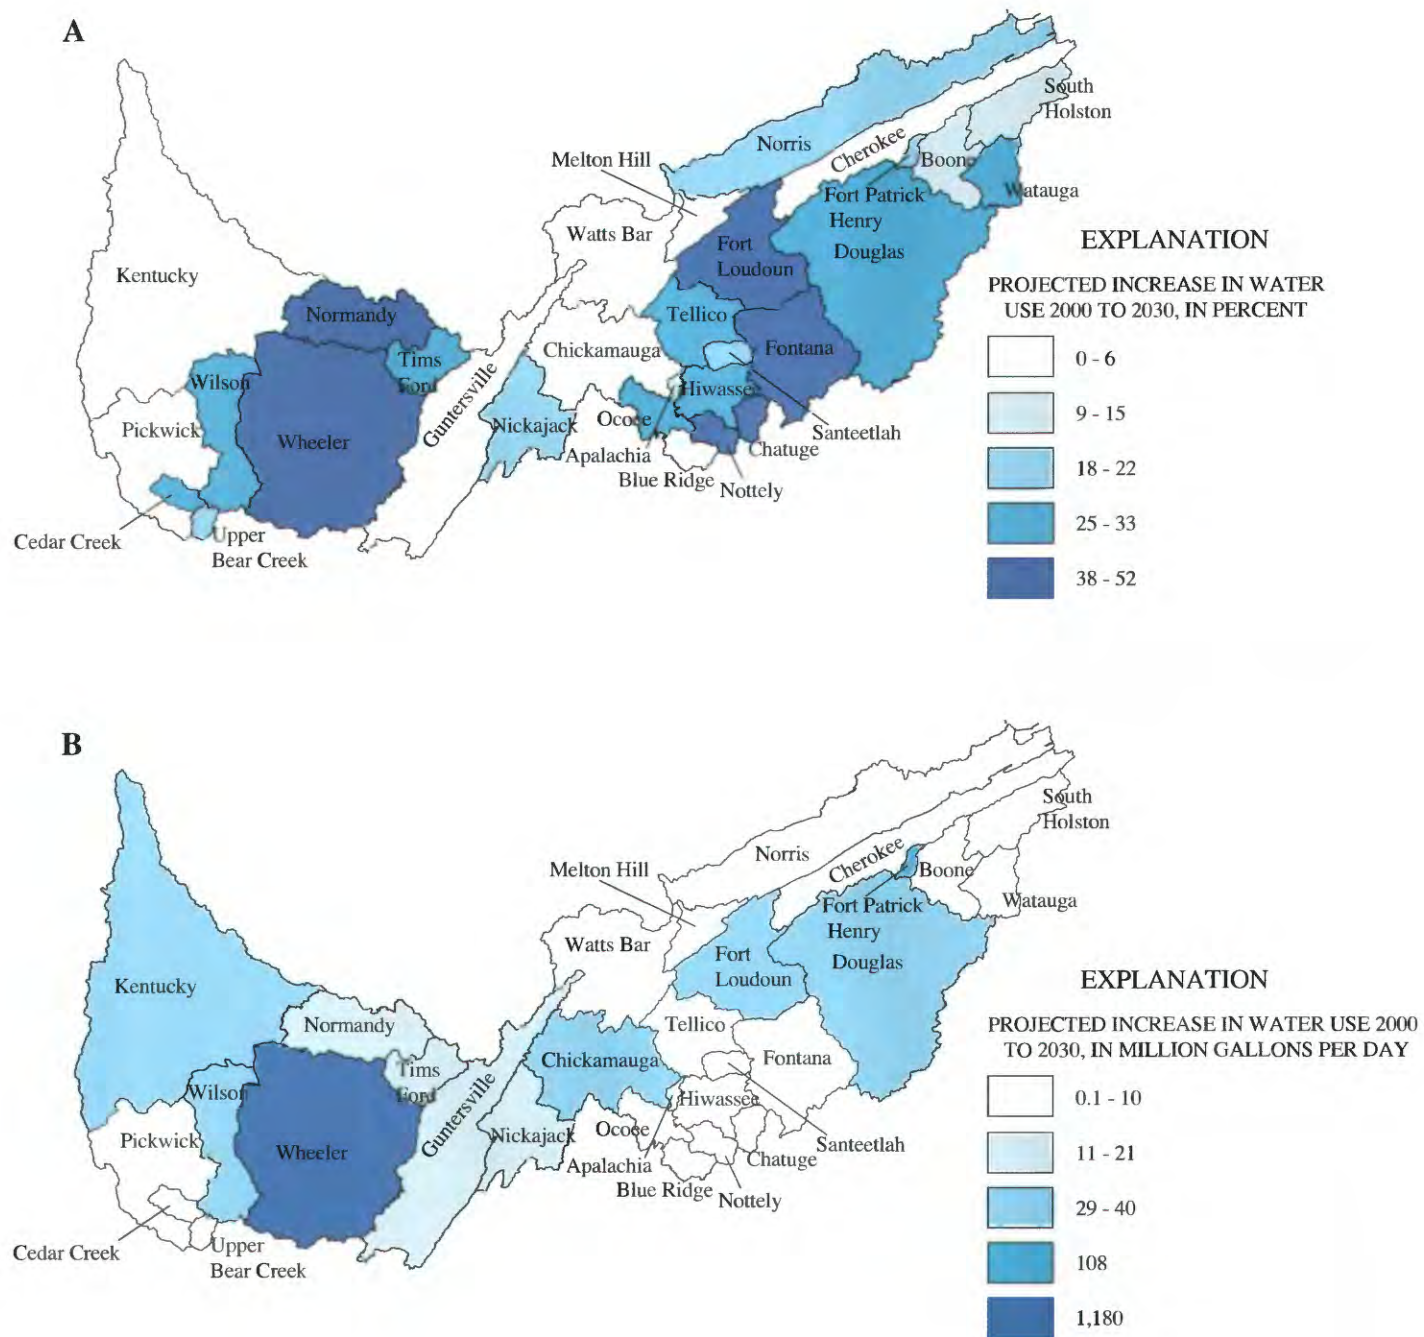 A
South
Holston
Norris
Cherokee
Melton Hill
Boone
Watauga
Fort Patrick
Henry
Watts Bar
Fort
Loudoun
Douglas
Kentucky
Normandy
Tellico
Tims
Ford
Chickamauga
Fontana
Wilson
Guntersville
Hiwassee
Pickwick
Wheeler
Nickajack
Ocoee
Santeetlah
Apalachia
Chatuge
Blue Ridge
Nottely
Cedar Creek
Upper
Bear Creek
EXPLANATION
PROJECTED INCREASE IN WATER
USE 2000 TO 2030, IN PERCENT
0 - 6
9 - 15
18 - 22
25 - 33
38 - 52
B
South
Holston
Norris
Cherokee
Melton Hill
Boone
Watauga
Fort Patrick
Henry
Watts Bar
Fort
Loudoun
Douglas
Kentucky
Normandy
Tellico
Tims
Ford
Chickamauga
Fontana
Wilson
Guntersville
Hiwassee
Pickwick
Wheeler
Nickajack
Ocoee
Santeetlah
Apalachia
Chatuge
Blue Ridge
Nottely
Cedar Creek
Upper
Bear Creek
EXPLANATION
PROJECTED INCREASE IN WATER USE 2000
TO 2030, IN MILLION GALLONS PER DAY
0.1 - 10
11 - 21
29 - 40
108
1,180